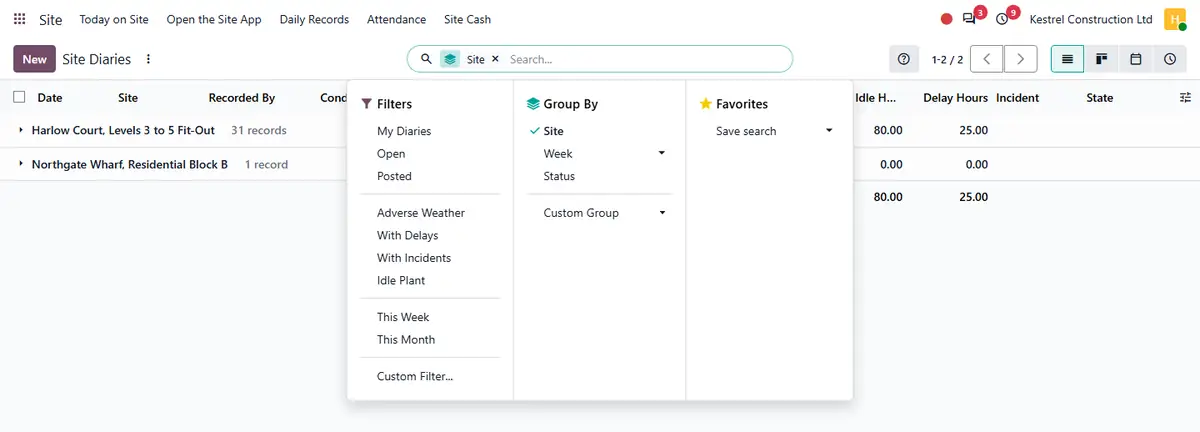 Site Today on Site Open the Site App Daily Records Attendance Site Cash 3 9 Kestrel Construction Ltd H
New Site Diaries Site × Search... 1-2 / 2
Date Site Recorded By Cond Idle H... Delay Hours Incident State
Harlow Court, Levels 3 to 5 Fit-Out 31 records 80.00 25.00
Northgate Wharf, Residential Block B 1 record 0.00 0.00
80.00 25.00
Filters
My Diaries
Open
Posted
Adverse Weather
With Delays
With Incidents
Idle Plant
This Week
This Month
Custom Filter...
Group By
Site
Week
Status
Custom Group
Favorites
Save search